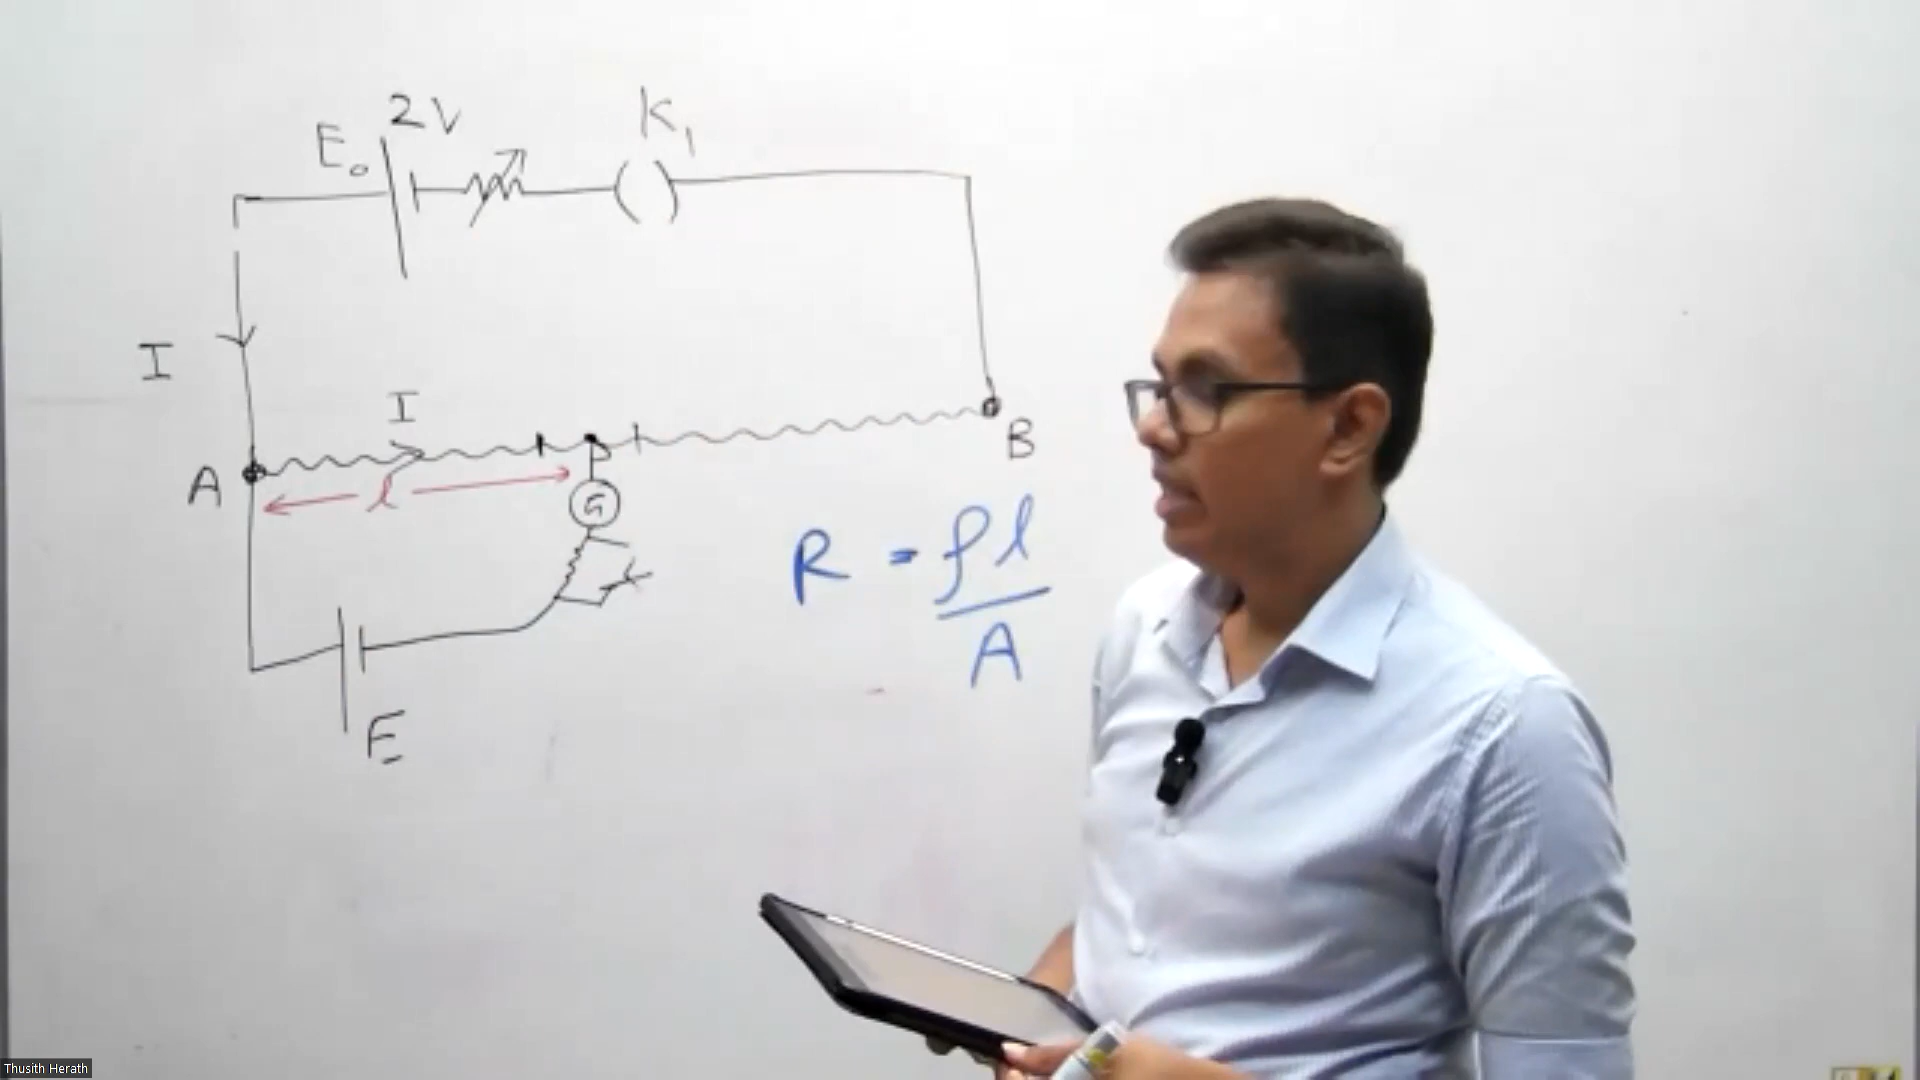 2V
E₀
K₁
I
I
A
B
l
G
R = ρl/A
E
Thusith Herath